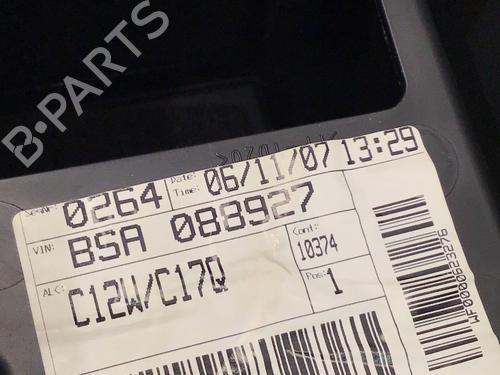 SeqNr: 0264 Date: Time: 06/11/07 13:29
VIN: BSA 088927
ALC: C12W/C17Q
Cont: 10374
Pos: 1
WF0000623276
B-PARTS